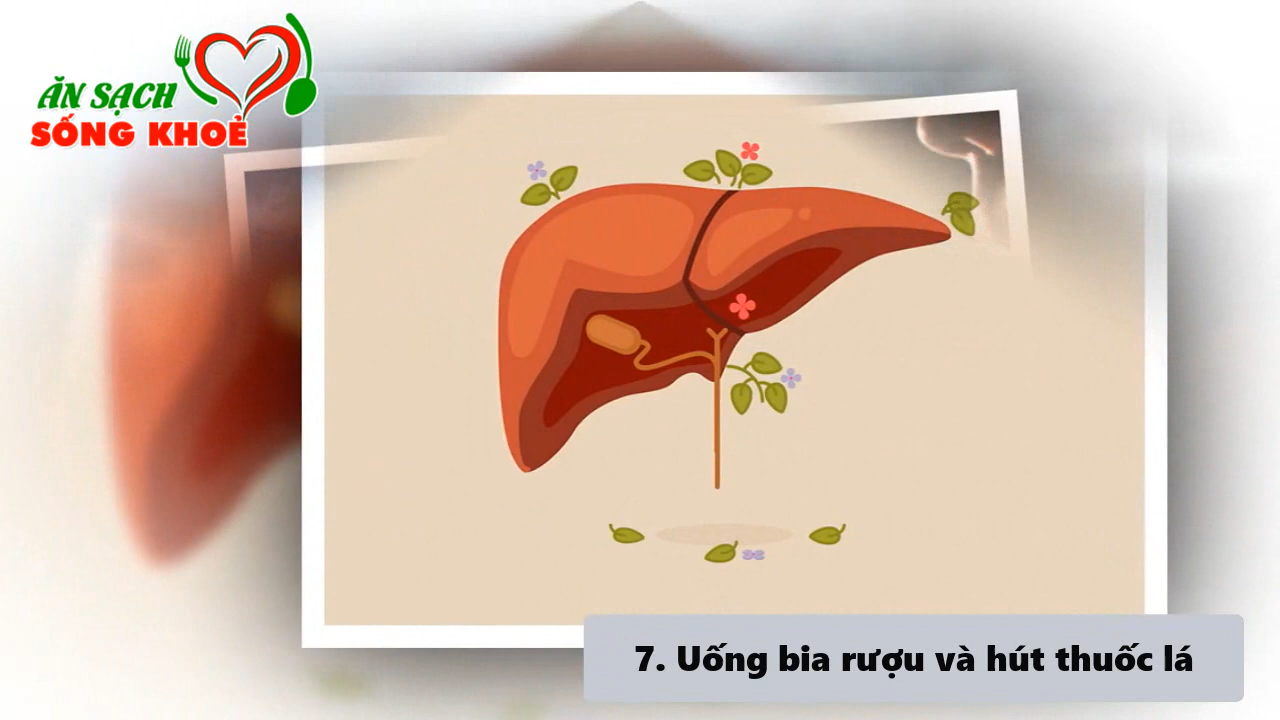 ĂN SẠCH
SỐNG KHOẺ
7. Uống bia rượu và hút thuốc lá